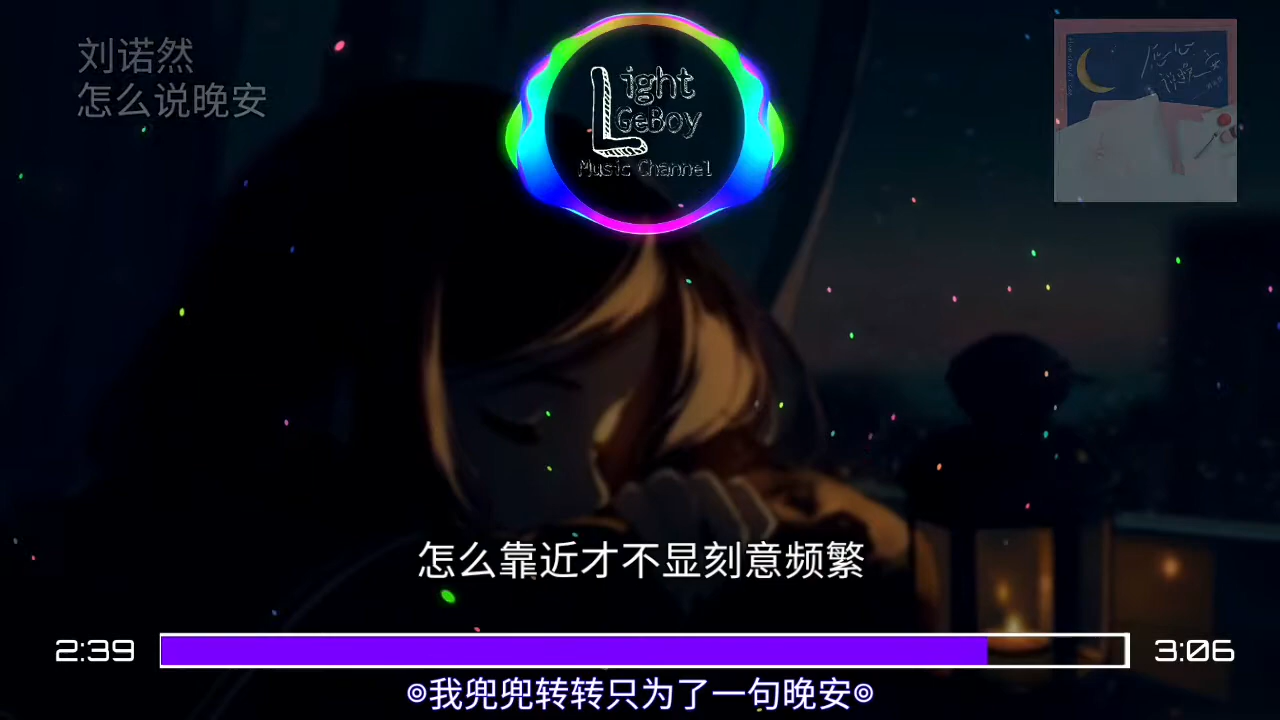 刘诺然
怎么说晚安
Light
GeBoy
Music Channel
怎么靠近才不显刻意频繁
2:39
3:06
◎我兜兜转转只为了一句晚安◎